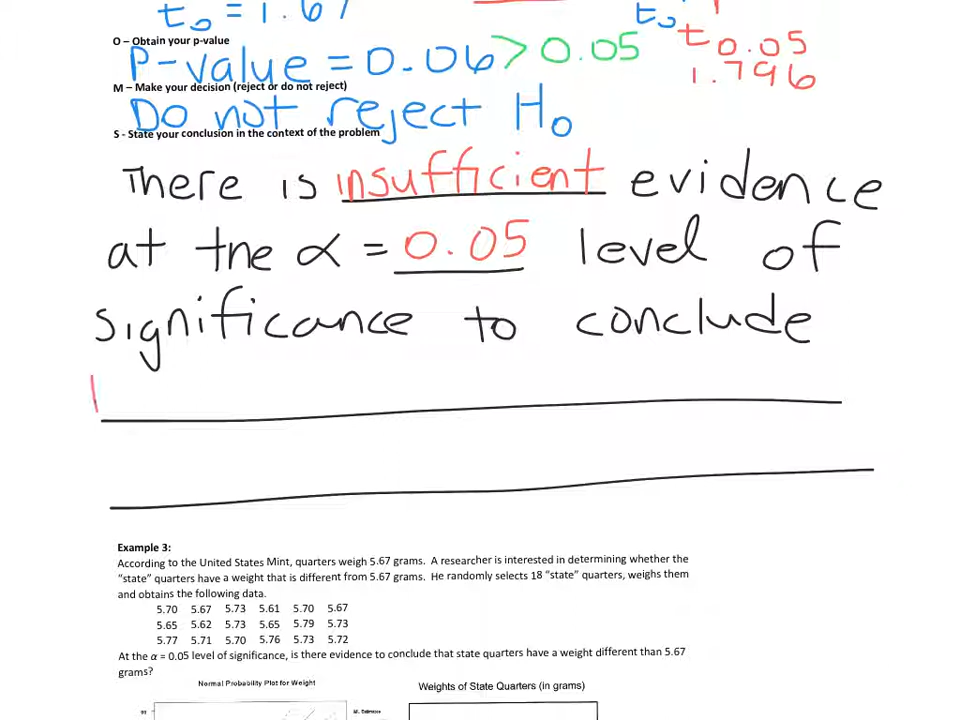 t₀ = 1.67
t₀
O – Obtain your p-value
P-value = 0.06 > 0.05
t0.05
1.796
M – Make your decision (reject or do not reject)
Do not reject H₀
S - State your conclusion in the context of the problem
There is insufficient evidence
at the α = 0.05 level of
significance to conclude
Example 3:
According to the United States Mint, quarters weigh 5.67 grams. A researcher is interested in determining whether the
"state" quarters have a weight that is different from 5.67 grams. He randomly selects 18 "state" quarters, weighs them
and obtains the following data.
5.70 5.67 5.73 5.61 5.70 5.67
5.65 5.62 5.73 5.65 5.79 5.73
5.77 5.71 5.70 5.76 5.73 5.72
At the α = 0.05 level of significance, is there evidence to conclude that state quarters have a weight different than 5.67
grams?
Normal Probability Plot for Weight
Weights of State Quarters (in grams)